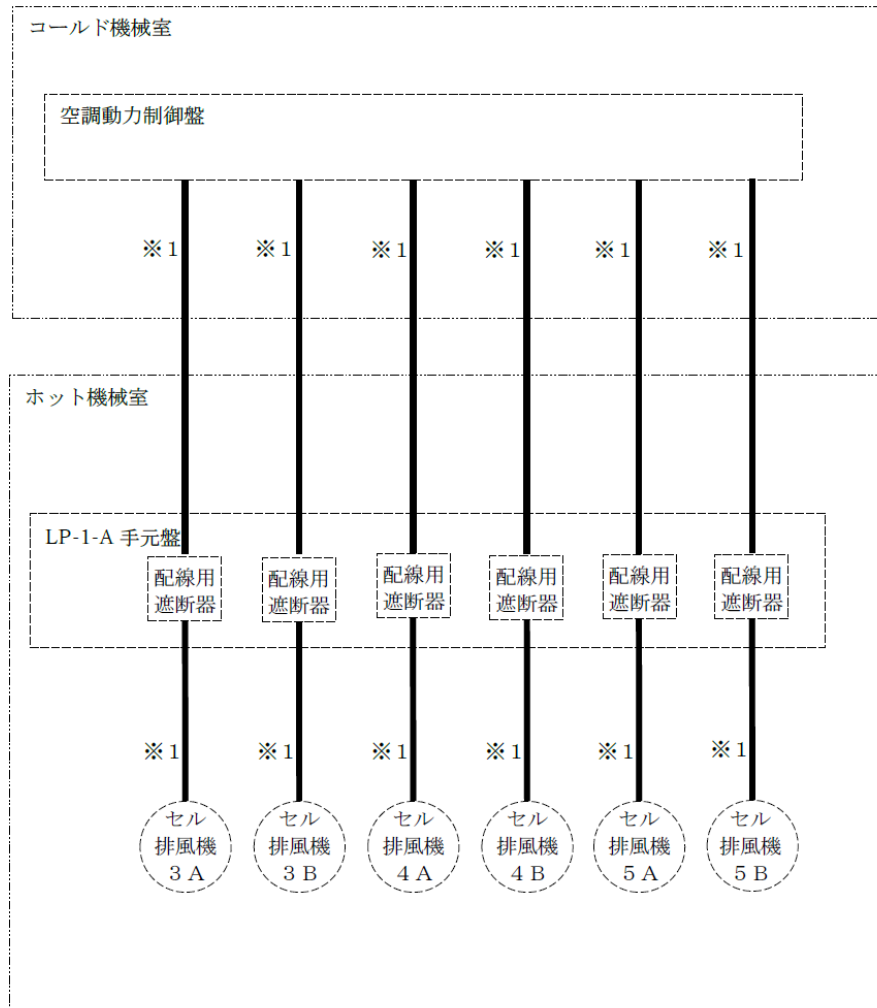 コールド機械室
空調動力制御盤
※1 ※1 ※1 ※1 ※1 ※1
ホット機械室
LP-1-A 手元盤
配線用 配線用 配線用 配線用 配線用 配線用
遮断器 遮断器 遮断器 遮断器 遮断器 遮断器
※1 ※1 ※1 ※1 ※1 ※1
セル セル セル セル セル セル
排風機 排風機 排風機 排風機 排風機 排風機
3A 3B 4A 4B 5A 5B